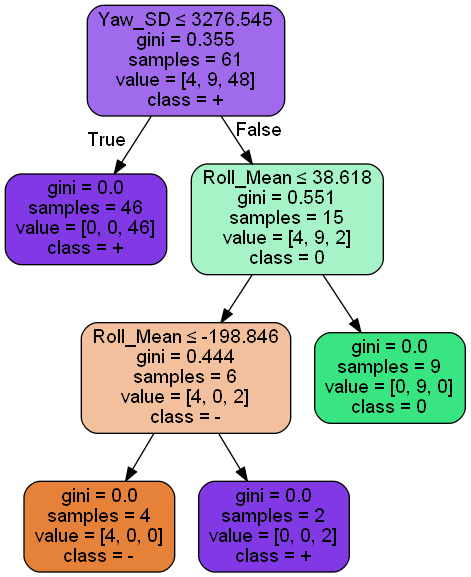 Yaw_SD ≤ 3276.545
gini = 0.355
samples = 61
value = [4, 9, 48]
class = +
True
False
gini = 0.0
samples = 46
value = [0, 0, 46]
class = +
Roll_Mean ≤ 38.618
gini = 0.551
samples = 15
value = [4, 9, 2]
class = 0
Roll_Mean ≤ -198.846
gini = 0.444
samples = 6
value = [4, 0, 2]
class = -
gini = 0.0
samples = 9
value = [0, 9, 0]
class = 0
gini = 0.0
samples = 4
value = [4, 0, 0]
class = -
gini = 0.0
samples = 2
value = [0, 0, 2]
class = +